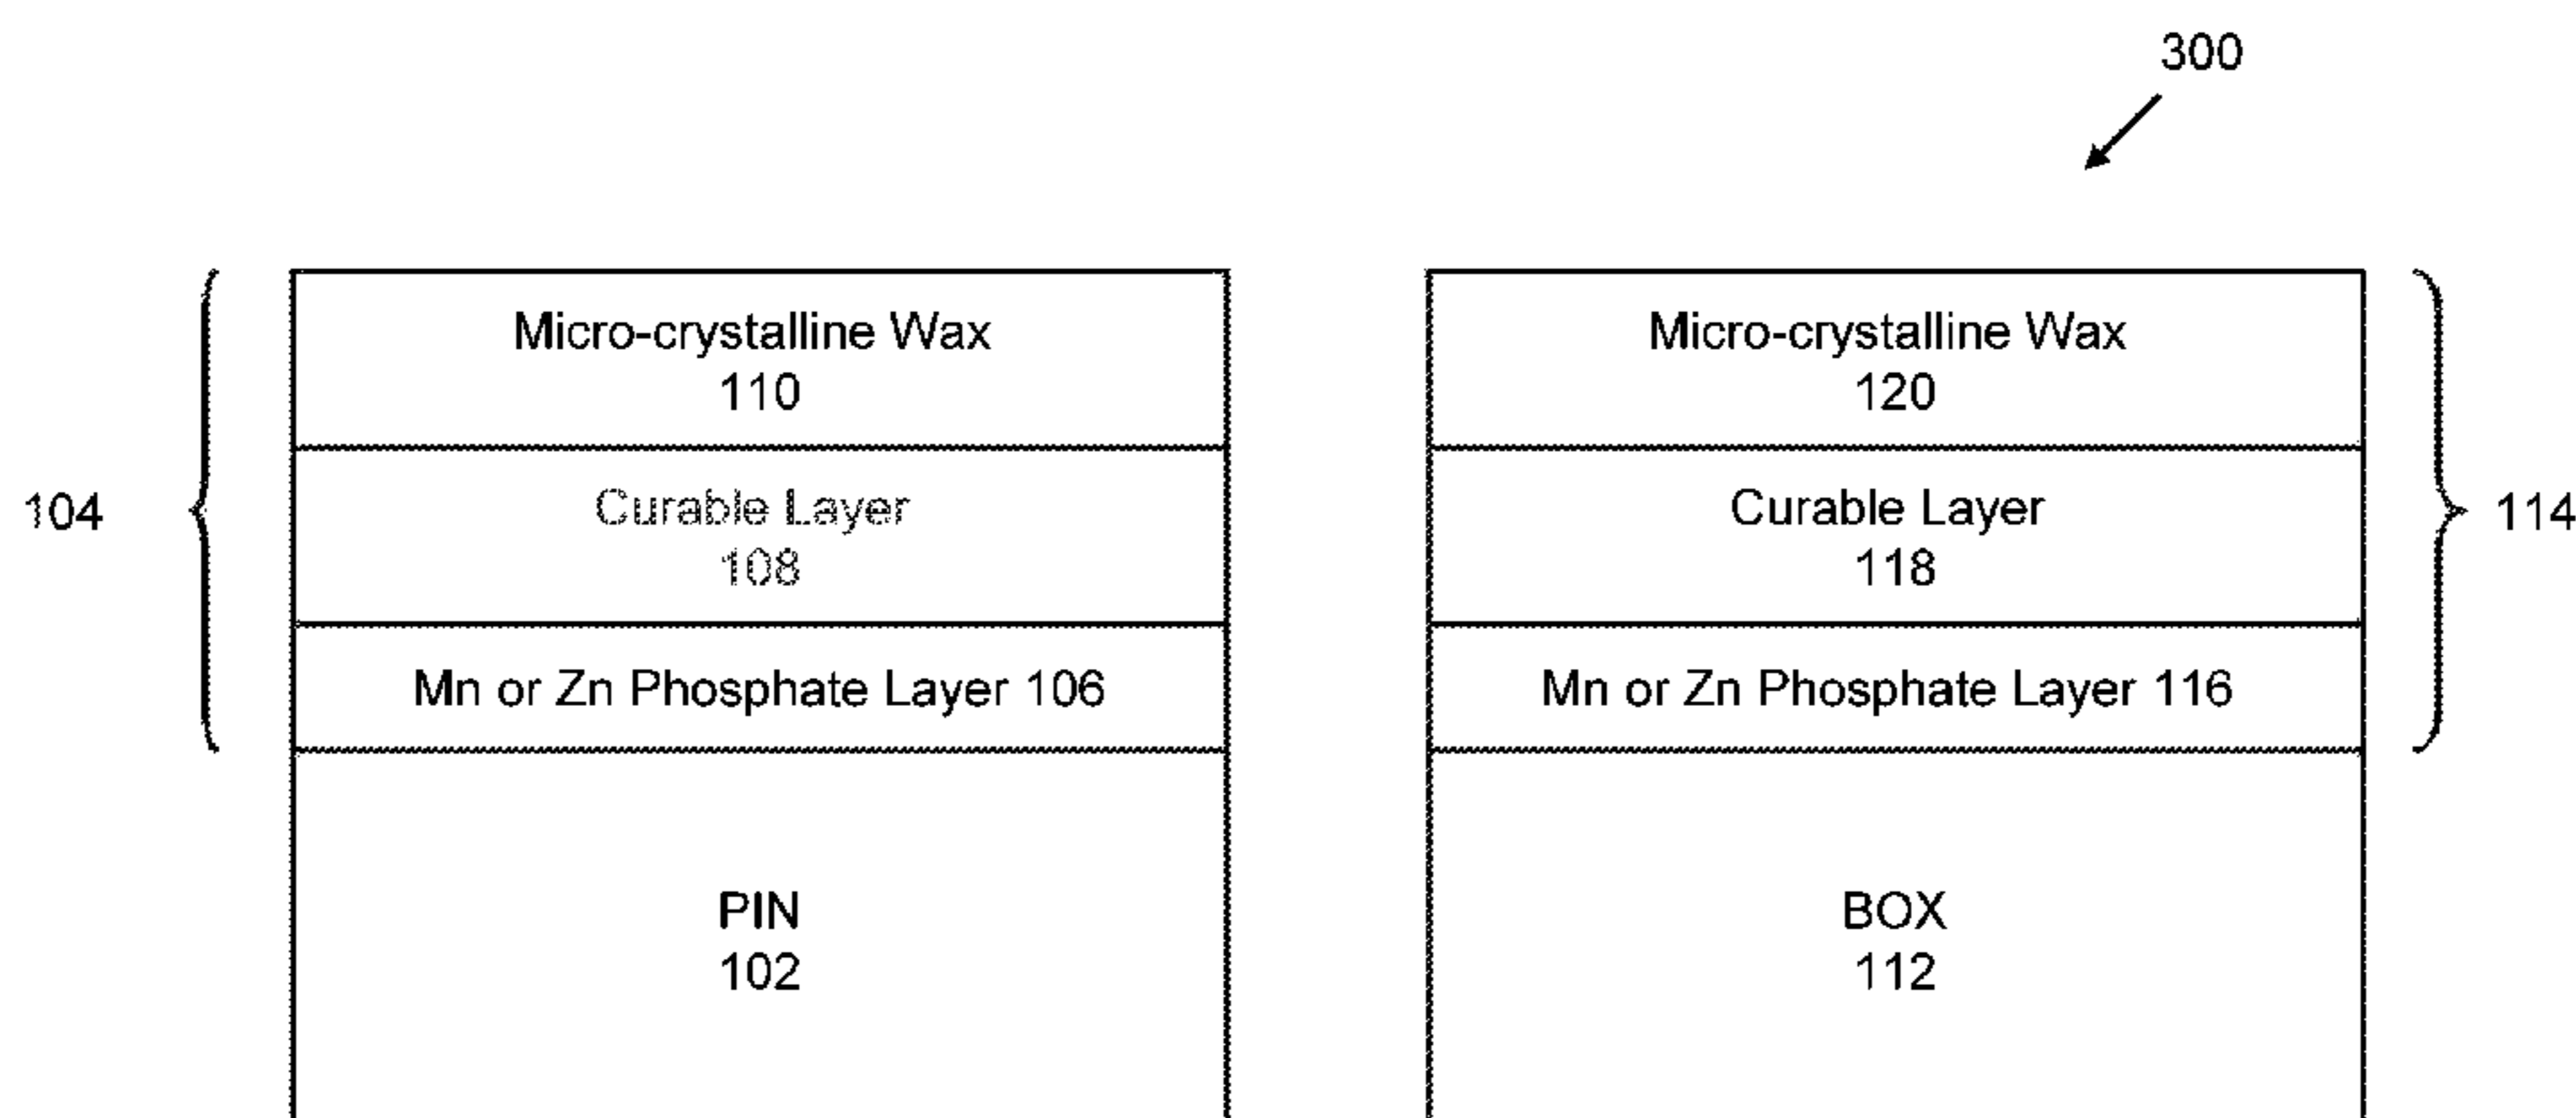 300
Micro-crystalline Wax
110
Micro-crystalline Wax
120
104
Curable Layer
108
Curable Layer
118
114
Mn or Zn Phosphate Layer 106
Mn or Zn Phosphate Layer 116
PIN
102
BOX
112